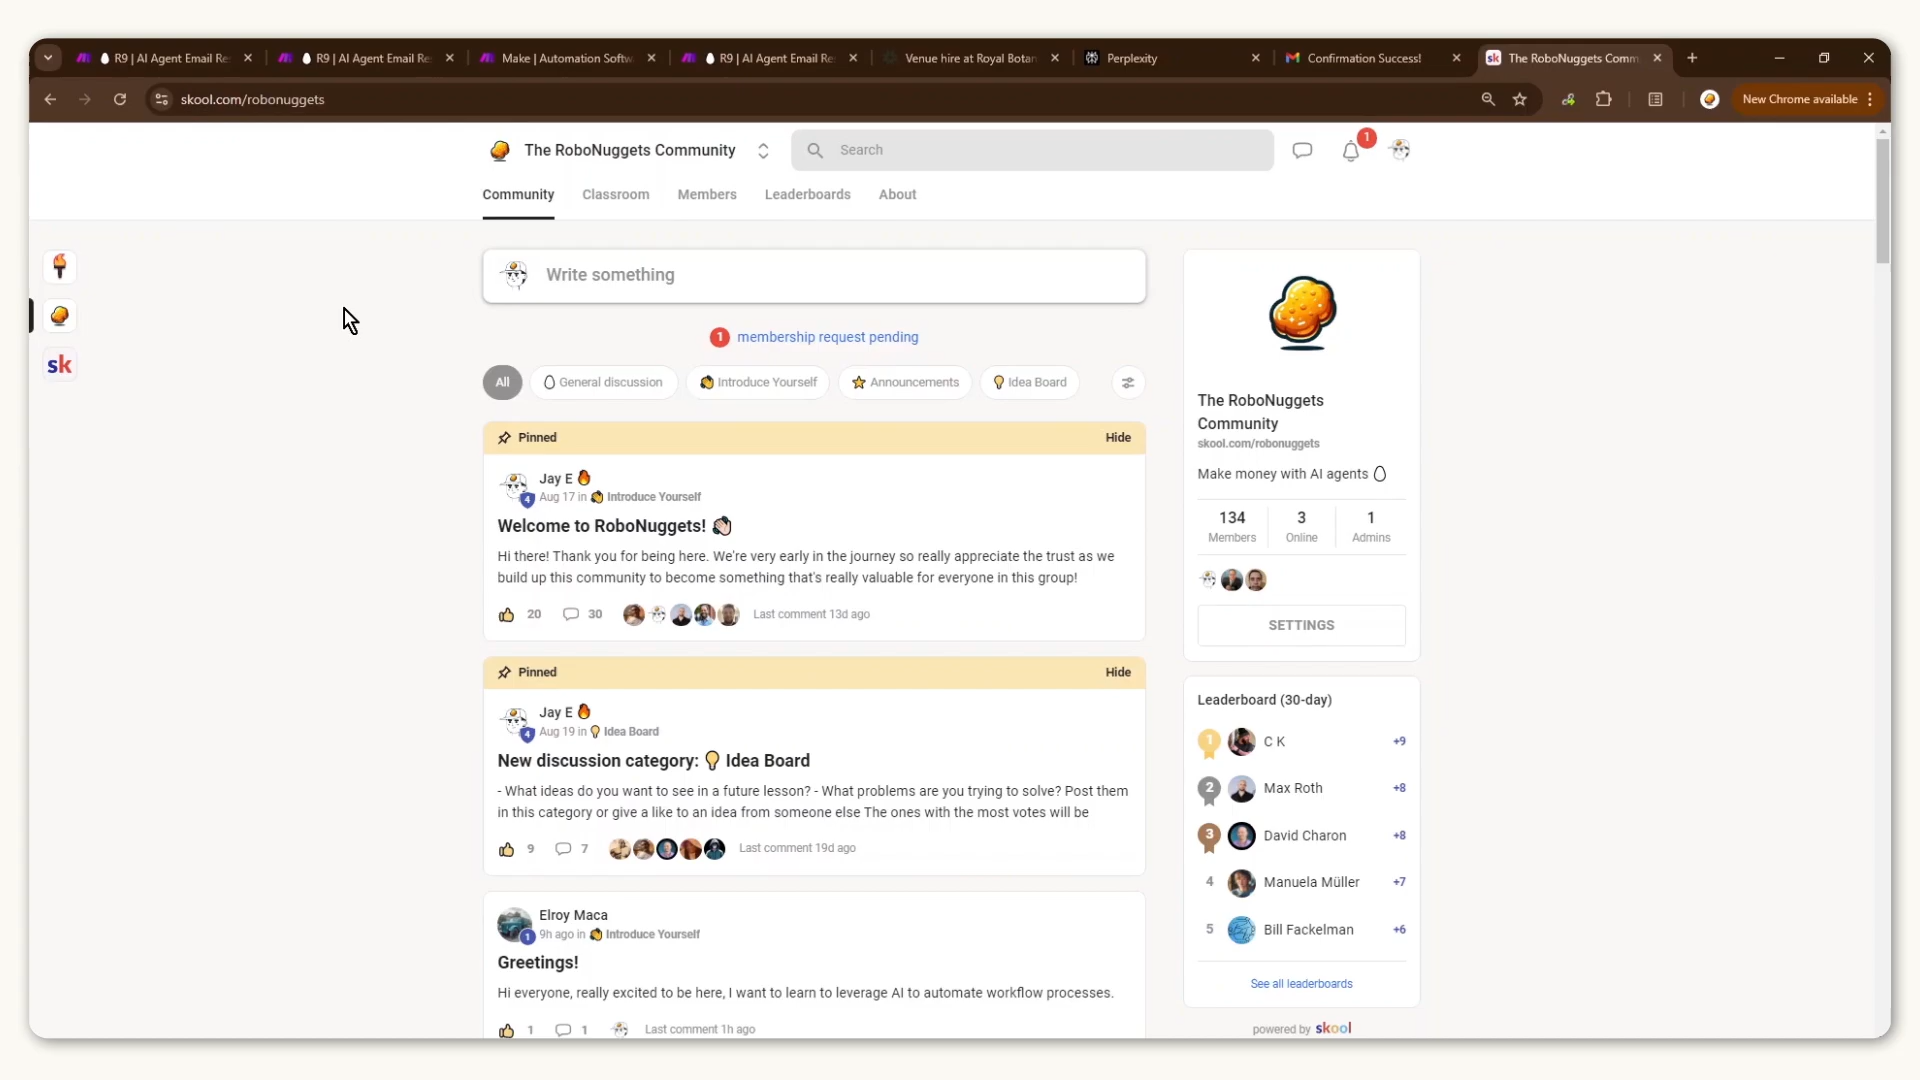 R9 | AI Agent Email Re
R9 | AI Agent Email Re
Make | Automation Softw
R9 | AI Agent Email Re
Venue hire at Royal Botan
Perplexity
Confirmation Success!
sk The RoboNuggets Comm
skool.com/robonuggets
New Chrome available
The RoboNuggets Community
Search
1
Community
Classroom
Members
Leaderboards
About
sk
Write something
1 membership request pending
All
General discussion
Introduce Yourself
Announcements
Idea Board
Pinned
Hide
Jay E
4 Aug 17 in Introduce Yourself
Welcome to RoboNuggets!
Hi there! Thank you for being here. We're very early in the journey so really appreciate the trust as we
build up this community to become something that's really valuable for everyone in this group!
20 30 Last comment 13d ago
Pinned
Hide
Jay E
4 Aug 19 in Idea Board
New discussion category: Idea Board
- What ideas do you want to see in a future lesson? - What problems are you trying to solve? Post them
in this category or give a like to an idea from someone else The ones with the most votes will be
9 7 Last comment 19d ago
Elroy Maca
1 9h ago in Introduce Yourself
Greetings!
Hi everyone, really excited to be here, I want to learn to leverage AI to automate workflow processes.
1 1 Last comment 1h ago
The RoboNuggets
Community
skool.com/robonuggets
Make money with AI agents
134 3 1
Members Online Admins
SETTINGS
Leaderboard (30-day)
1 C K +9
2 Max Roth +8
3 David Charon +8
4 Manuela Müller +7
5 Bill Fackelman +6
See all leaderboards
powered by skool